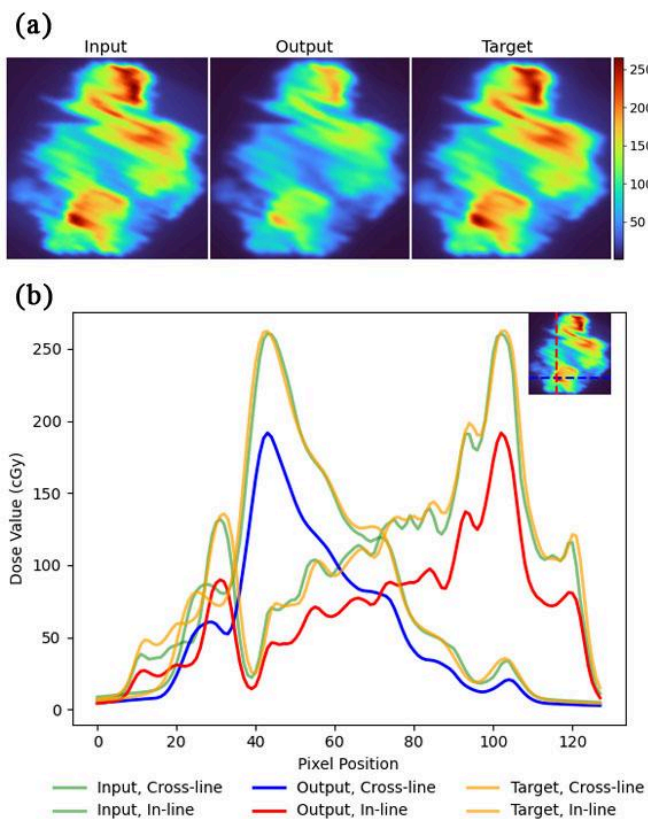 (a)
Input Output Target
250
200
150
100
50
(b)
250
200
150
100
50
0
Dose Value (cGy)
0 20 40 60 80 100 120
Pixel Position
Input, Cross-line Output, Cross-line Target, Cross-line
Input, In-line Output, In-line Target, In-line